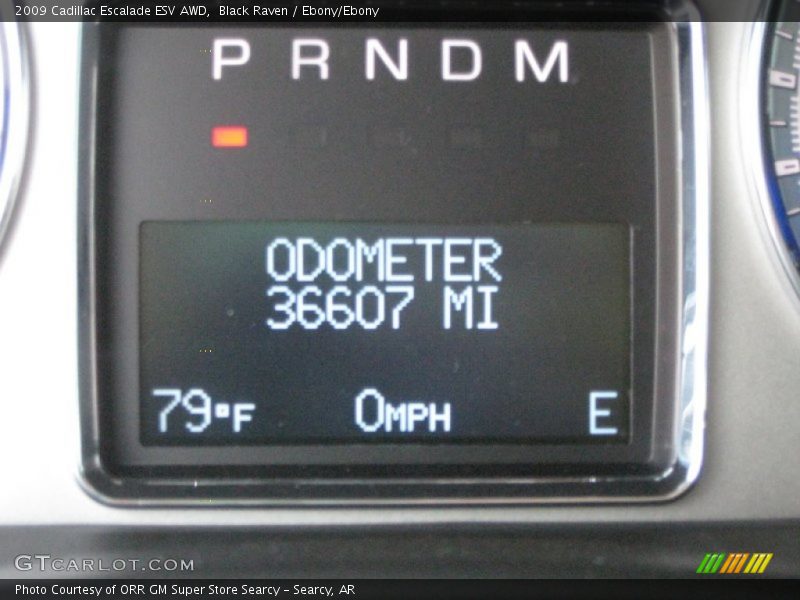 2009 Cadillac Escalade ESV AWD, Black Raven / Ebony/Ebony
P R N D M
ODOMETER
36607 MI
79°F 0MPH E
GTCARLOT.COM
Photo Courtesy of ORR GM Super Store Searcy - Searcy, AR